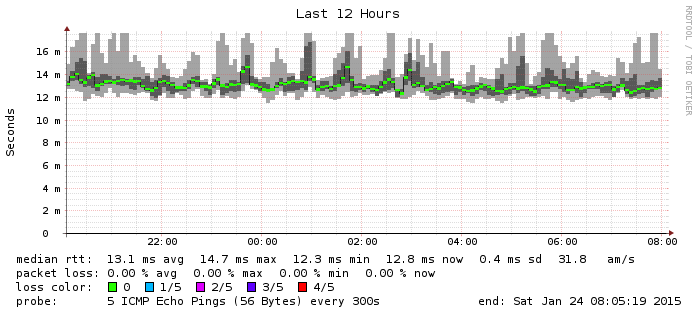 Last 12 Hours
RRDTOOL / TOBI OETIKER
Seconds
16 m
14 m
12 m
10 m
8 m
6 m
4 m
2 m
0
22:00 00:00 02:00 04:00 06:00 08:00
median rtt: 13.1 ms avg 14.7 ms max 12.3 ms min 12.8 ms now 0.4 ms sd 31.8 am/s
packet loss: 0.00 % avg 0.00 % max 0.00 % min 0.00 % now
loss color: 0 1/5 2/5 3/5 4/5
probe: 5 ICMP Echo Pings (56 Bytes) every 300s end: Sat Jan 24 08:05:19 2015